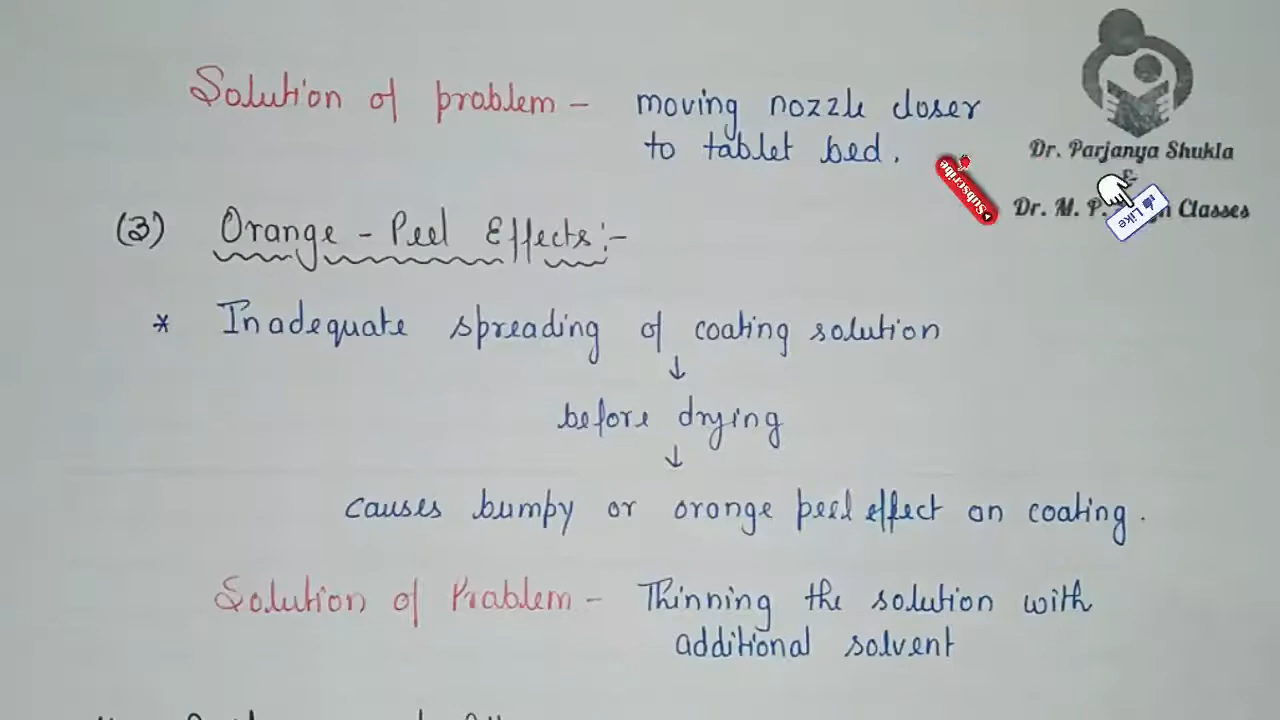 Solution of problem - moving nozzle closer
to tablet bed.
Dr. Parjanya Shukla
&
Dr. M. P. Classes
Subscribe
Like
(3) Orange - Peel Effects:-
* Inadequate spreading of coating solution
↓
before drying
↓
causes bumpy or orange peel effect on coating.
Solution of Problem - Thinning the solution with
additional solvent